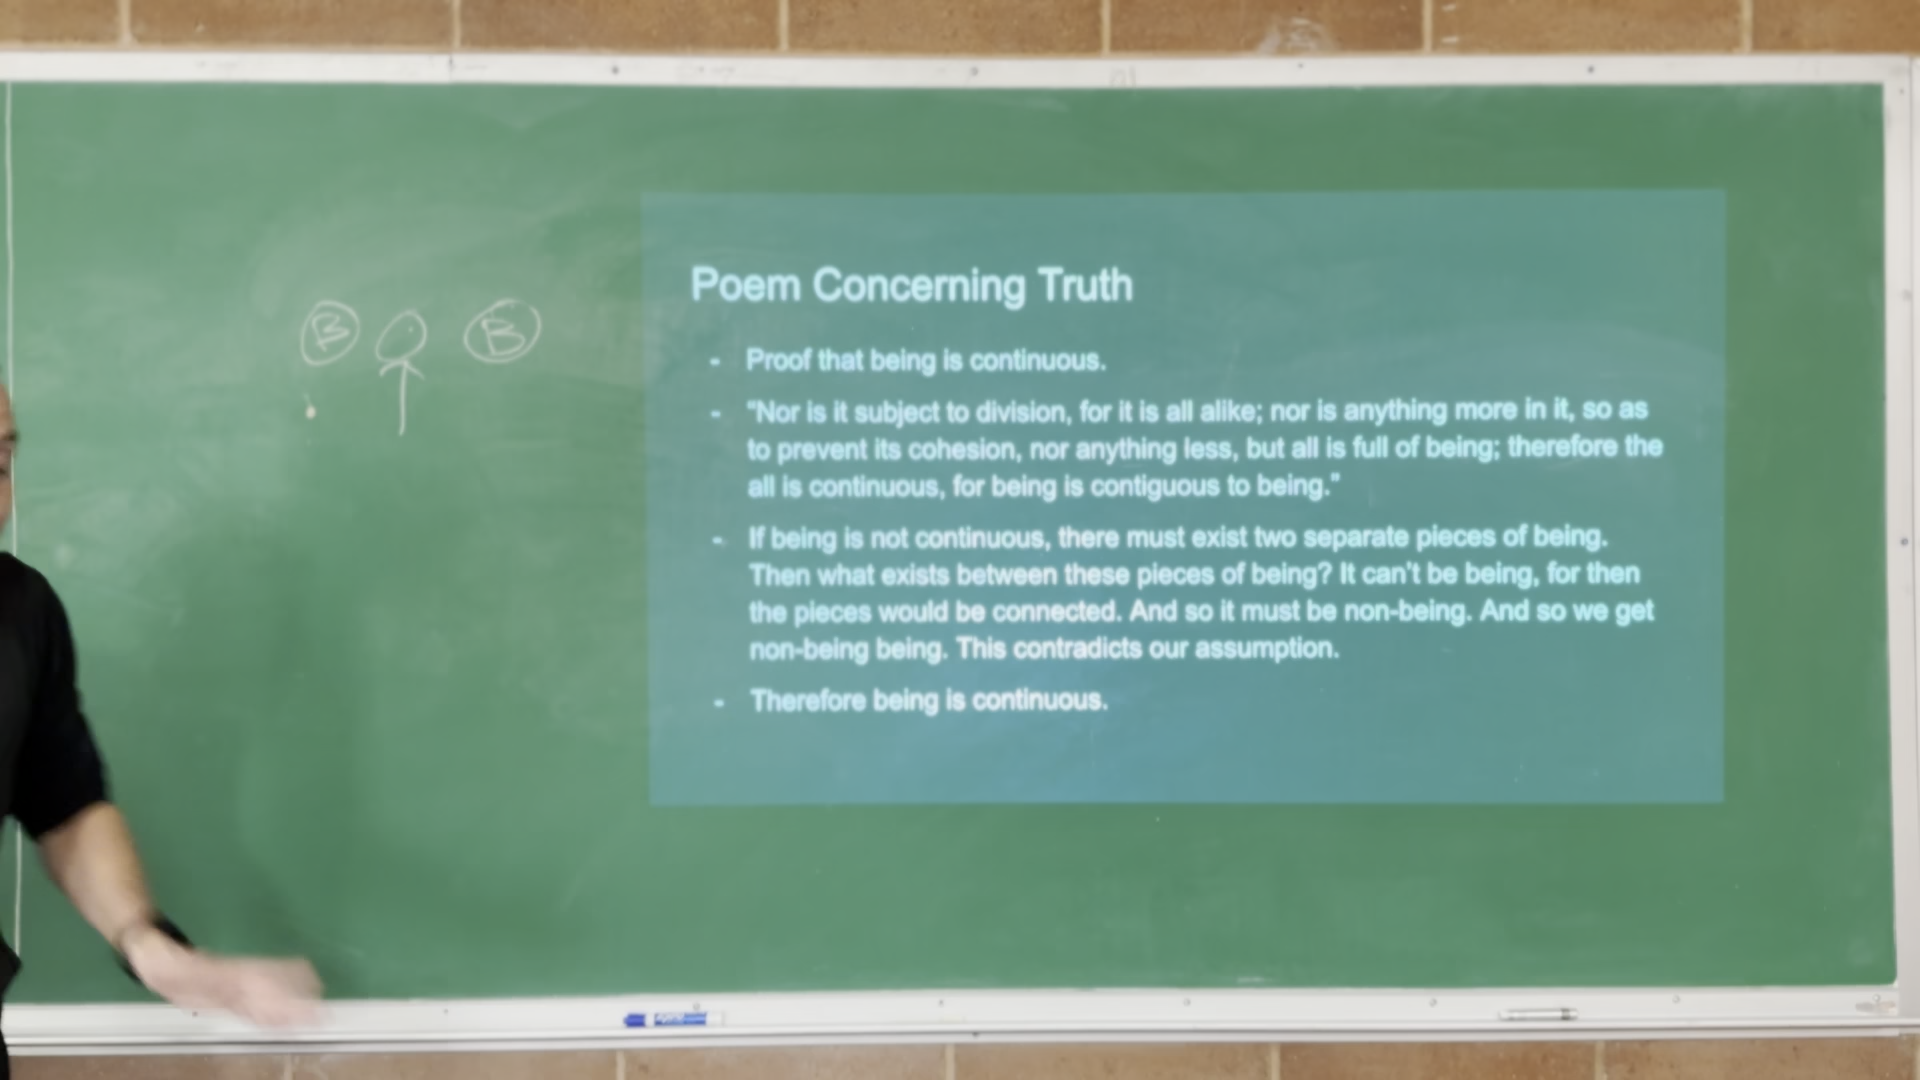 B B
Poem Concerning Truth
- Proof that being is continuous.
- "Nor is it subject to division, for it is all alike; nor is anything more in it, so as
to prevent its cohesion, nor anything less, but all is full of being; therefore the
all is continuous, for being is contiguous to being."
- If being is not continuous, there must exist two separate pieces of being.
Then what exists between these pieces of being? It can't be being, for then
the pieces would be connected. And so it must be non-being. And so we get
non-being being. This contradicts our assumption.
- Therefore being is continuous.